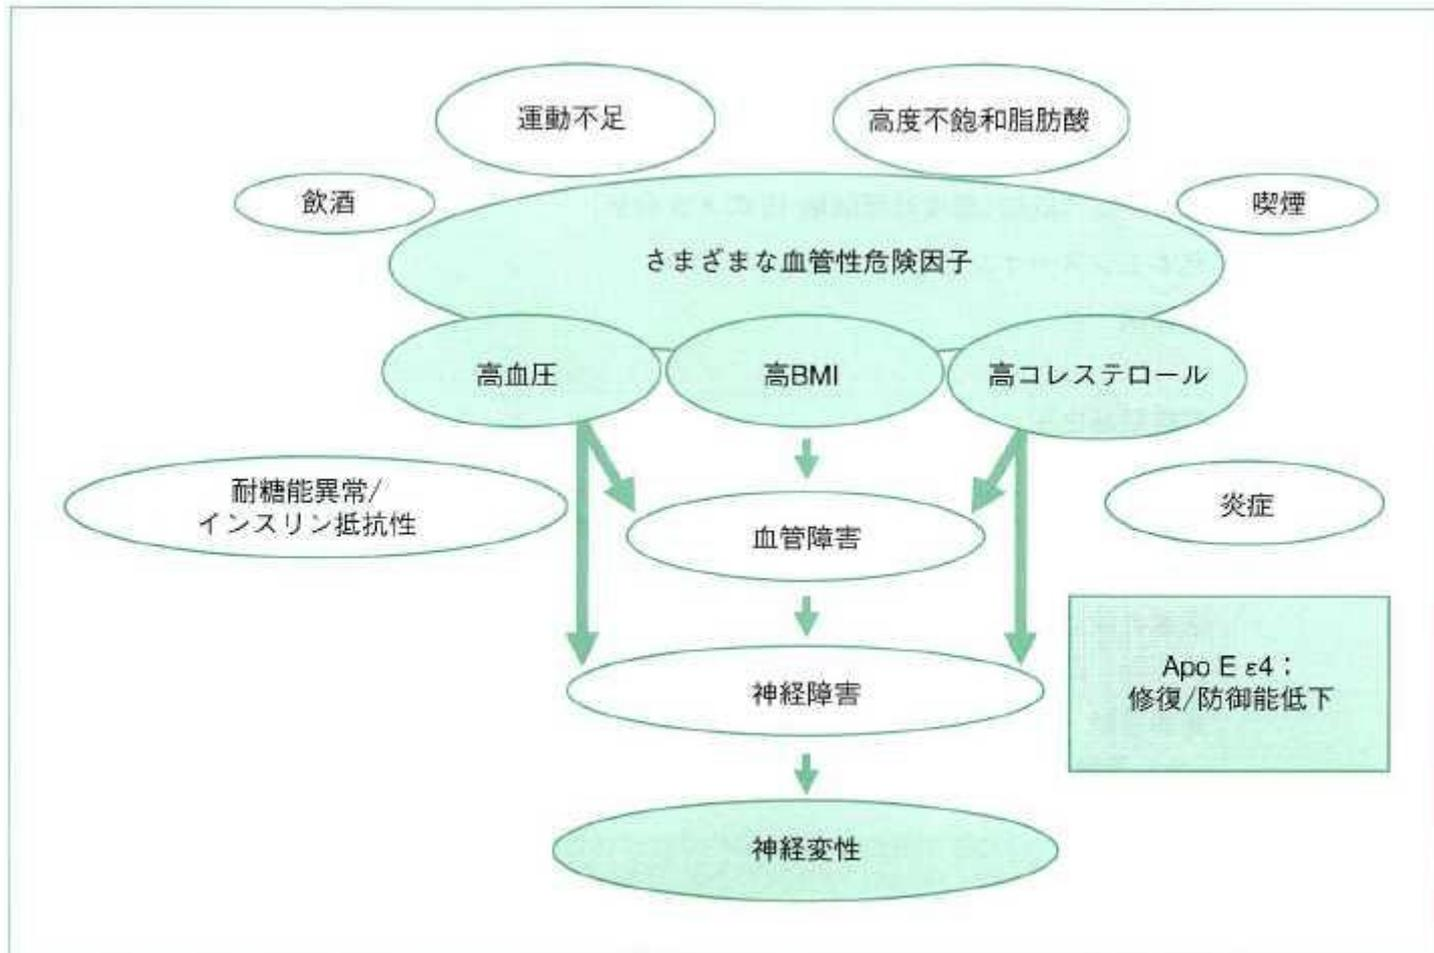 運動不足
高度不飽和脂肪酸
飲酒
喫煙
さまざまな血管性危険因子
高血圧
高BMI
高コレステロール
耐糖能異常/
インスリン抵抗性
炎症
血管障害
Apo E ε4：
修復/防御能低下
神経障害
神経変性